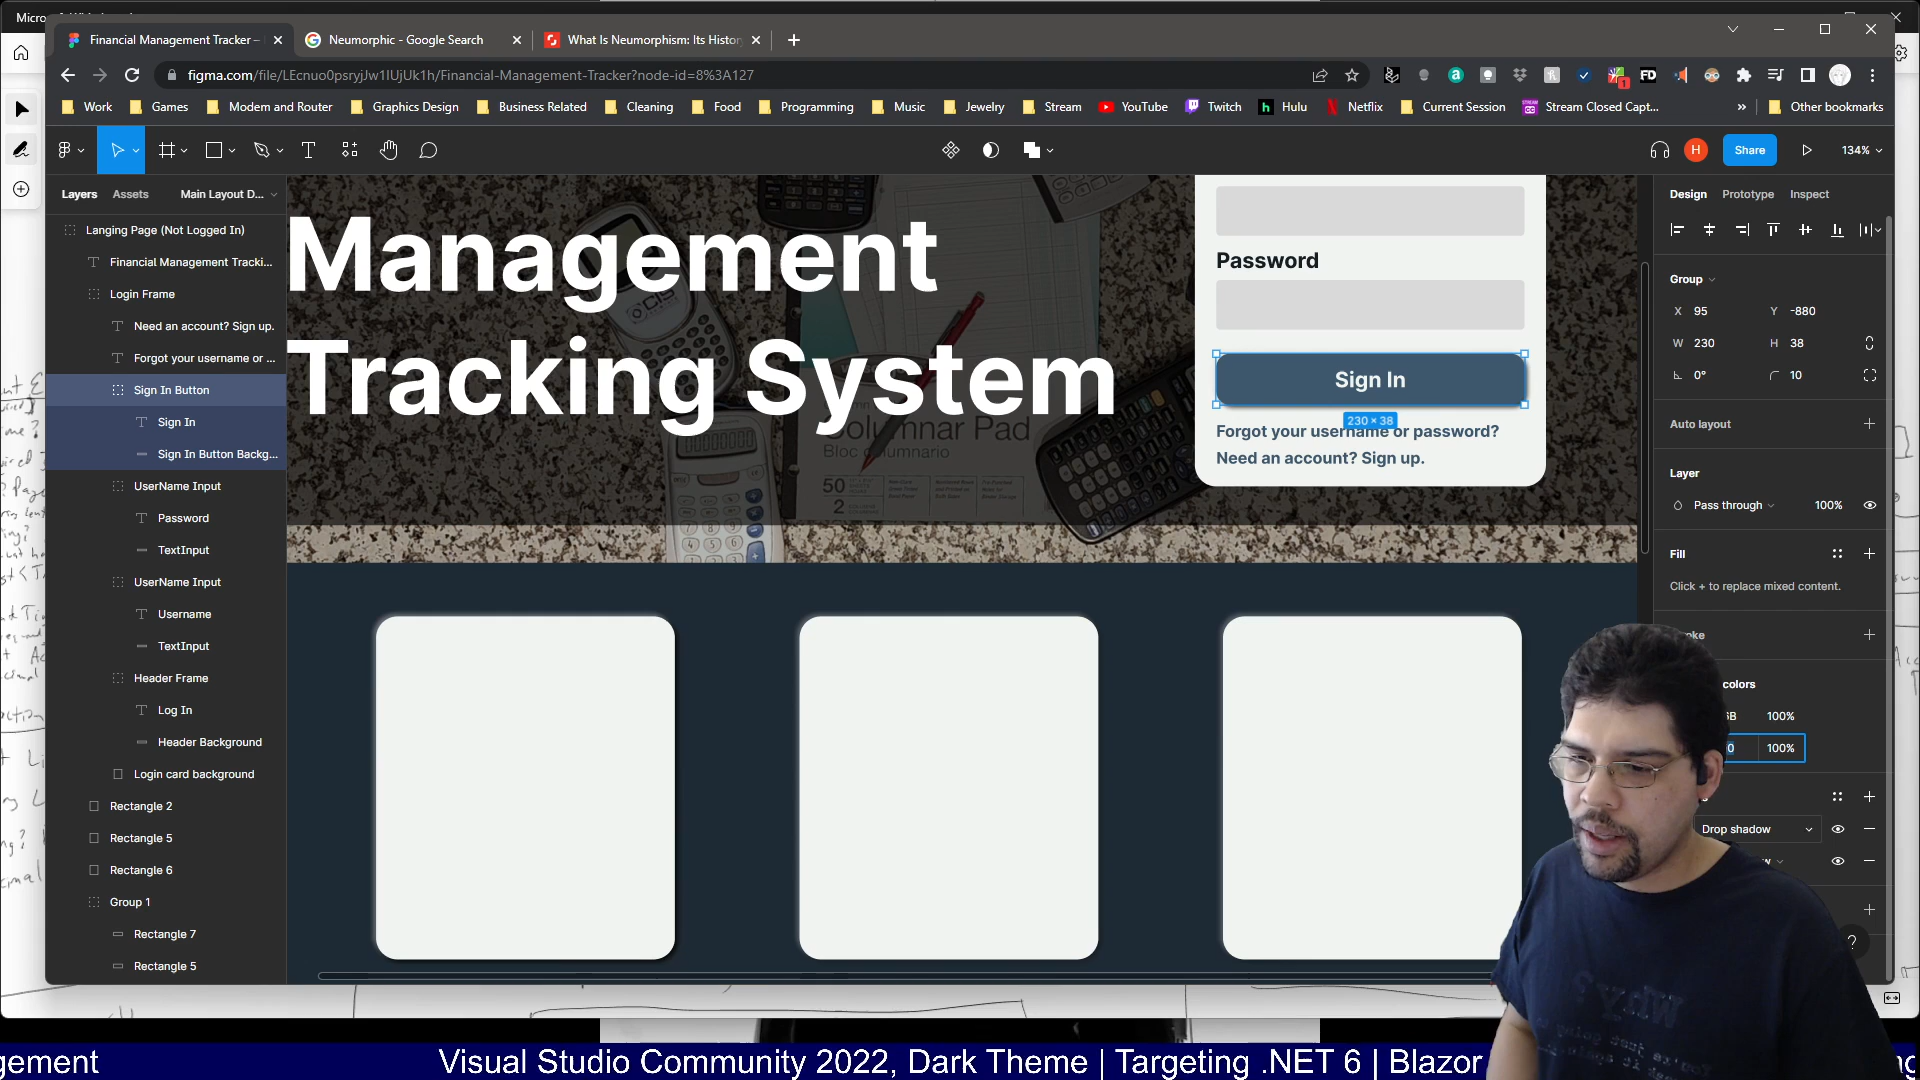 Financial Management Tracker –
Neumorphic - Google Search
What Is Neumorphism: Its Histor
figma.com/file/LEcnuo0psryjJw1IUjUk1h/Financial-Management-Tracker?node-id=8%3A127
Work
Games
Modem and Router
Graphics Design
Business Related
Cleaning
Food
Programming
Music
Jewelry
Stream
YouTube
Twitch
Hulu
Netflix
Current Session
Stream Closed Capt...
Other bookmarks
H
Share
134%
Layers
Assets
Main Layout D...
Design
Prototype
Inspect
Langing Page (Not Logged In)
Financial Management Tracki...
Login Frame
Need an account? Sign up.
Forgot your username or ...
Sign In Button
Sign In
Sign In Button Backg...
UserName Input
Password
TextInput
UserName Input
Username
TextInput
Header Frame
Log In
Header Background
Login card background
Rectangle 2
Rectangle 5
Rectangle 6
Group 1
Rectangle 7
Rectangle 5
Management
Tracking System
Columnar Pad
Bloc columnario
50
2
Password
Sign In
230 × 38
Forgot your username or password?
Need an account? Sign up.
Group
X 95
Y -880
W 230
H 38
0°
10
Auto layout
Layer
Pass through
100%
Fill
Click + to replace mixed content.
colors
100%
100%
Drop shadow
?
gement
Visual Studio Community 2022, Dark Theme | Targeting .NET 6 | Blazor